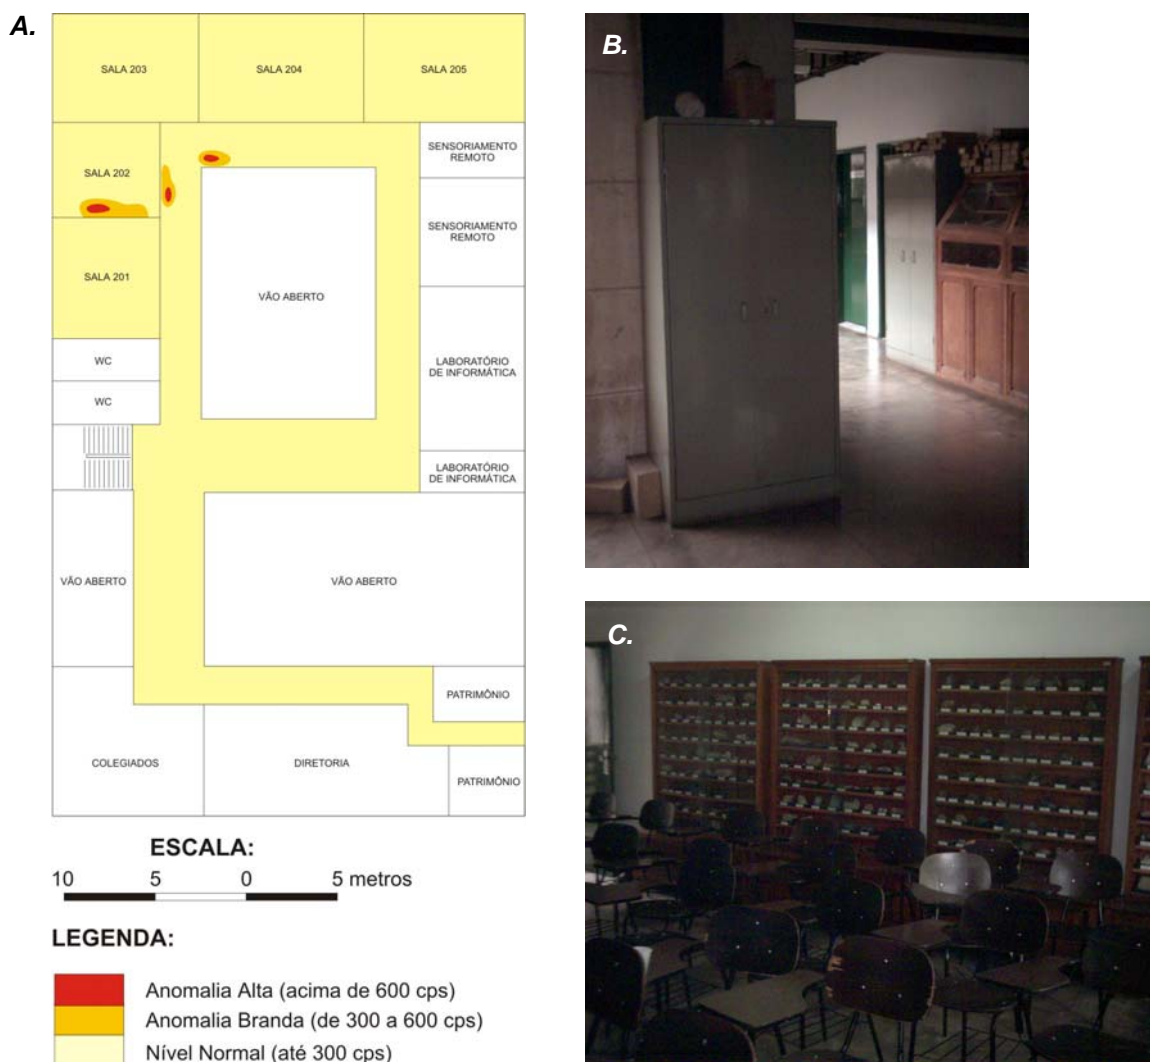 A.
SALA 203
SALA 204
SALA 205
SENSORIAMENTO
REMOTO
SALA 202
SENSORIAMENTO
REMOTO
SALA 201
VÃO ABERTO
WC
LABORATÓRIO
DE INFORMÁTICA
WC
LABORATÓRIO
DE INFORMÁTICA
VÃO ABERTO
VÃO ABERTO
PATRIMÔNIO
COLEGIADOS
DIRETORIA
PATRIMÔNIO
ESCALA:
10 5 0 5 metros
LEGENDA:
Anomalia Alta (acima de 600 cps)
Anomalia Branda (de 300 a 600 cps)
Nível Normal (até 300 cps)
B.
C.